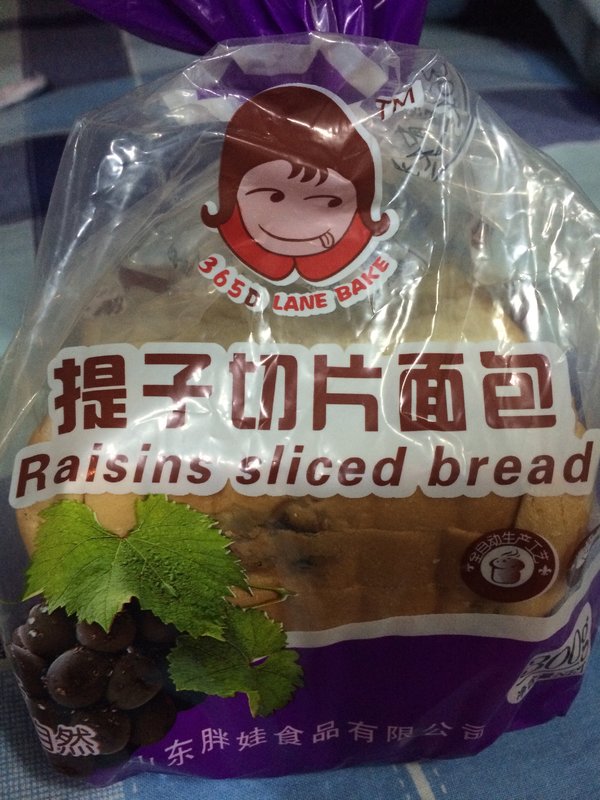 TM
365D LANE BAKE
提子切片面包
Raisins sliced bread
全自动生产工艺
300g
自然
山东胖娃食品有限公司